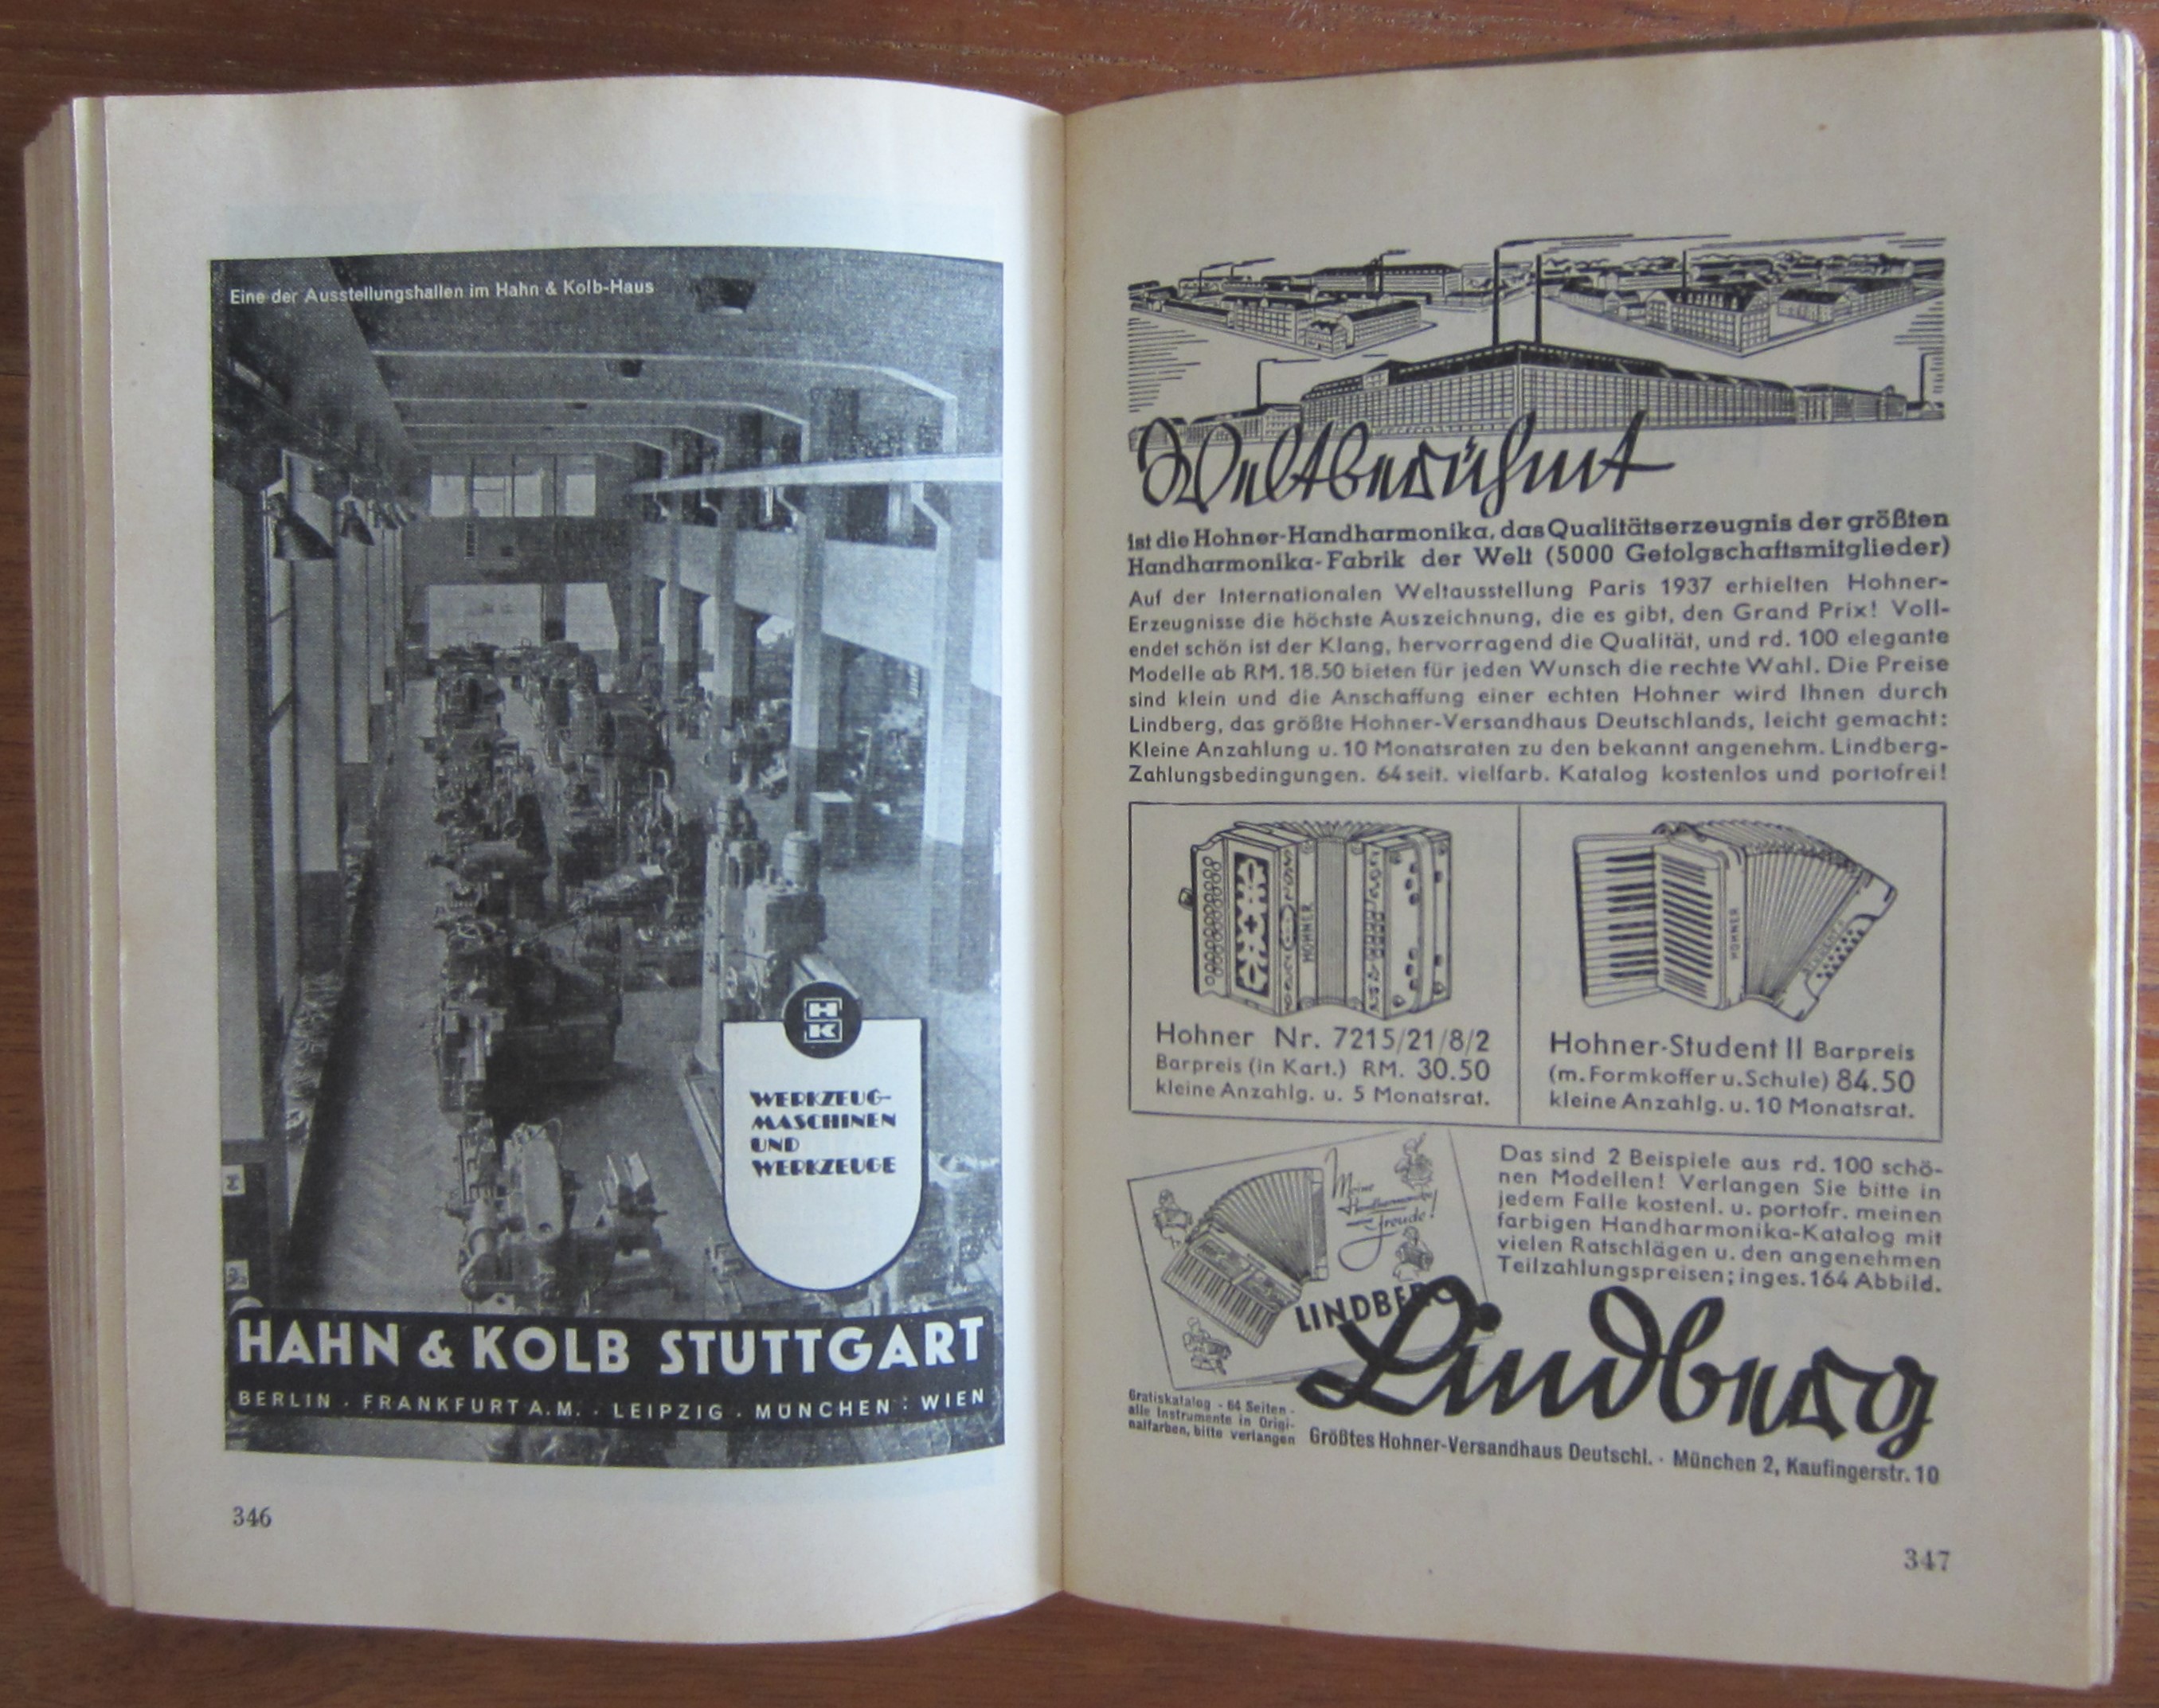 Eine der Ausstellungshallen im Hahn & Kolb-Haus
HK
WERKZEUG-
MASCHINEN
UND
WERKZEUGE
HAHN & KOLB STUTTGART
BERLIN · FRANKFURT A.M. · LEIPZIG · MÜNCHEN · WIEN
346
Weltberühmt
ist die Hohner-Handharmonika, das Qualitätserzeugnis der größten
Handharmonika-Fabrik der Welt (5000 Gefolgschaftsmitglieder)
Auf der Internationalen Weltausstellung Paris 1937 erhielten Hohner-
Erzeugnisse die höchste Auszeichnung, die es gibt, den Grand Prix! Voll-
endet schön ist der Klang, hervorragend die Qualität, und rd. 100 elegante
Modelle ab RM. 18.50 bieten für jeden Wunsch die rechte Wahl. Die Preise
sind klein und die Anschaffung einer echten Hohner wird Ihnen durch
Lindberg, das größte Hohner-Versandhaus Deutschlands, leicht gemacht:
Kleine Anzahlung u. 10 Monatsraten zu den bekannt angenehm. Lindberg-
Zahlungsbedingungen. 64 seit. vielfarb. Katalog kostenlos und portofrei!
HOHNER
Hohner Nr. 7215/21/8/2
Barpreis (in Kart.) RM. 30.50
kleine Anzahlg. u. 5 Monatsrat.
HOHNER
STUDENT II
Hohner-Student II Barpreis
(m. Formkoffer u. Schule) 84.50
kleine Anzahlg. u. 10 Monatsrat.
Meine
Handharmonika
Freude!
LINDBERG
Das sind 2 Beispiele aus rd. 100 schö-
nen Modellen! Verlangen Sie bitte in
jedem Falle kostenl. u. portofr. meinen
farbigen Handharmonika-Katalog mit
vielen Ratschlägen u. den angenehmen
Teilzahlungspreisen; inges. 164 Abbild.
Lindberg
Gratiskatalog - 64 Seiten -
alle Instrumente in Origi-
nalfarben, bitte verlangen
Größtes Hohner-Versandhaus Deutschl. · München 2, Kaufingerstr. 10
347